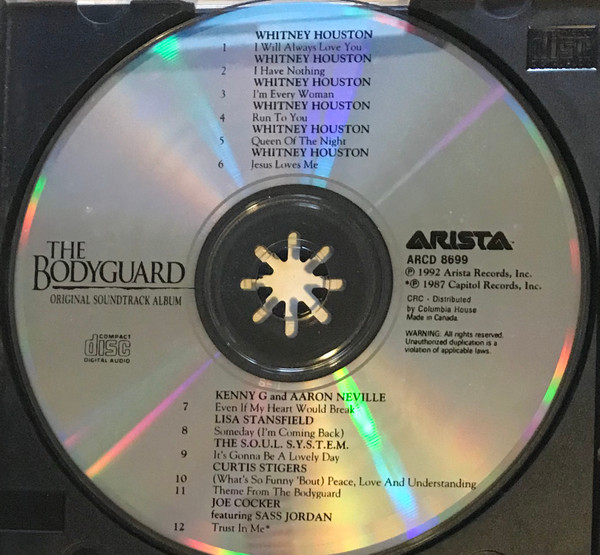 WHITNEY HOUSTON
1 I Will Always Love You
WHITNEY HOUSTON
2 I Have Nothing
WHITNEY HOUSTON
3 I'm Every Woman
WHITNEY HOUSTON
4 Run To You
WHITNEY HOUSTON
5 Queen Of The Night
WHITNEY HOUSTON
6 Jesus Loves Me
THE
BODYGUARD
ORIGINAL SOUNDTRACK ALBUM
COMPACT
disc
DIGITAL AUDIO
ARISTA
ARCD 8699
℗ 1992 Arista Records, Inc.
*℗ 1987 Capitol Records, Inc.
CRC - Distributed
by Columbia House
Made in Canada.
WARNING: All rights reserved.
Unauthorized duplication is a
violation of applicable laws.
KENNY G and AARON NEVILLE
7 Even If My Heart Would Break
LISA STANSFIELD
8 Someday (I'm Coming Back)
THE S.O.U.L. S.Y.S.T.E.M.
9 It's Gonna Be A Lovely Day
CURTIS STIGERS
10 (What's So Funny 'Bout) Peace, Love And Understanding
11 Theme From The Bodyguard
JOE COCKER
featuring SASS JORDAN
12 Trust In Me*
disc